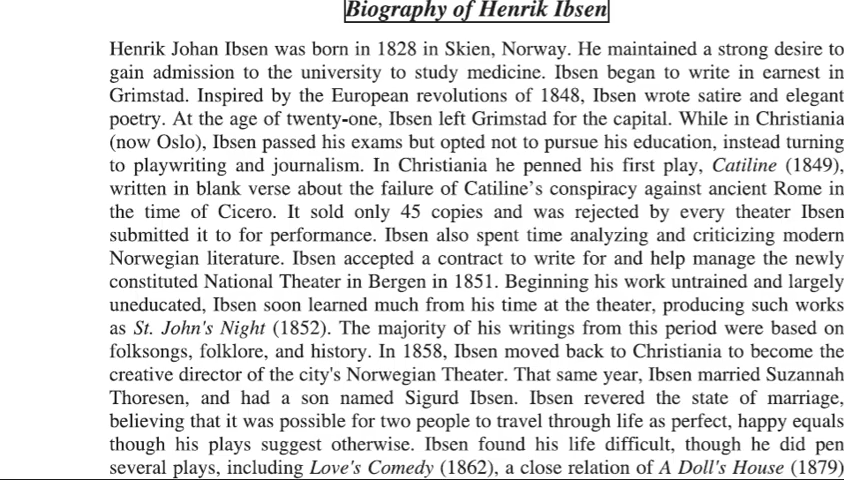 Biography of Henrik Ibsen
Henrik Johan Ibsen was born in 1828 in Skien, Norway. He maintained a strong desire to
gain admission to the university to study medicine. Ibsen began to write in earnest in
Grimstad. Inspired by the European revolutions of 1848, Ibsen wrote satire and elegant
poetry. At the age of twenty-one, Ibsen left Grimstad for the capital. While in Christiania
(now Oslo), Ibsen passed his exams but opted not to pursue his education, instead turning
to playwriting and journalism. In Christiania he penned his first play, Catiline (1849),
written in blank verse about the failure of Catiline’s conspiracy against ancient Rome in
the time of Cicero. It sold only 45 copies and was rejected by every theater Ibsen
submitted it to for performance. Ibsen also spent time analyzing and criticizing modern
Norwegian literature. Ibsen accepted a contract to write for and help manage the newly
constituted National Theater in Bergen in 1851. Beginning his work untrained and largely
uneducated, Ibsen soon learned much from his time at the theater, producing such works
as St. John's Night (1852). The majority of his writings from this period were based on
folksongs, folklore, and history. In 1858, Ibsen moved back to Christiania to become the
creative director of the city's Norwegian Theater. That same year, Ibsen married Suzannah
Thoresen, and had a son named Sigurd Ibsen. Ibsen revered the state of marriage,
believing that it was possible for two people to travel through life as perfect, happy equals
though his plays suggest otherwise. Ibsen found his life difficult, though he did pen
several plays, including Love's Comedy (1862), a close relation of A Doll's House (1879)